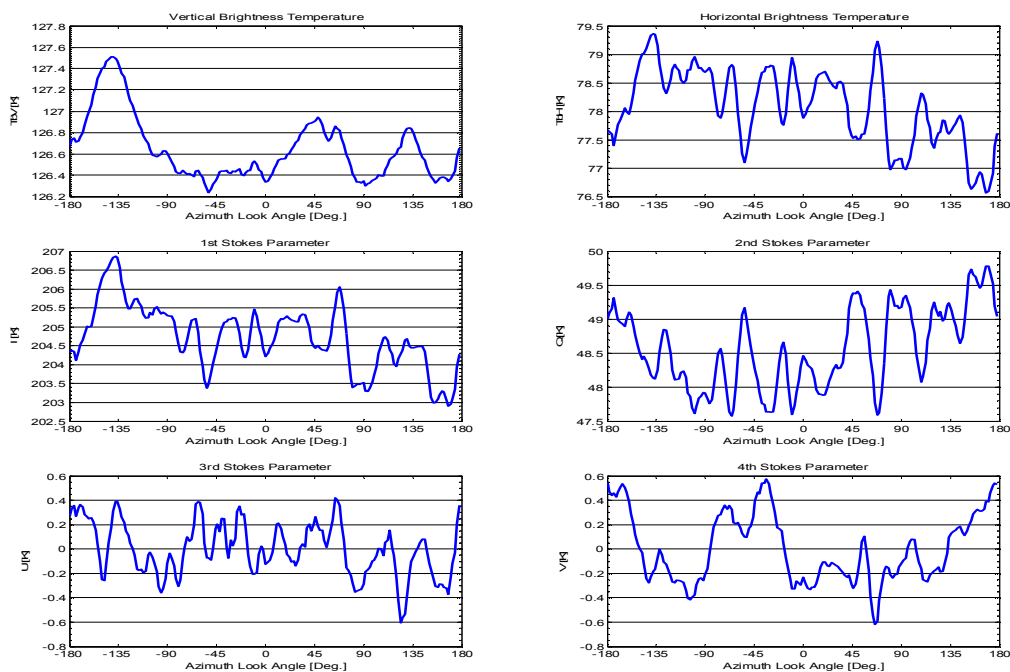 Vertical Brightness Temperature
127.8
127.6
127.4
127.2
127
126.8
126.6
126.4
126.2
-180 -135 -90 -45 0 45 90 135 180
Azimuth Look Angle [Deg.]
Horizontal Brightness Temperature
79.5
79
78.5
78
77.5
77
76.5
-180 -135 -90 -45 0 45 90 135 180
Azimuth Look Angle [Deg.]
1st Stokes Parameter
207
206.5
206
205.5
205
204.5
204
203.5
203
202.5
I [K]
-180 -135 -90 -45 0 45 90 135 180
Azimuth Look Angle [Deg.]
2nd Stokes Parameter
50
49.5
49
48.5
48
47.5
Q[K]
-180 -135 -90 -45 0 45 90 135 180
Azimuth Look Angle [Deg.]
3rd Stokes Parameter
0.6
0.4
0.2
0
-0.2
-0.4
-0.6
-0.8
U[K]
-180 -135 -90 -45 0 45 90 135 180
Azimuth Look Angle [Deg.]
4th Stokes Parameter
0.6
0.4
0.2
0
-0.2
-0.4
-0.6
-0.8
V[K]
-180 -135 -90 -45 0 45 90 135 180
Azimuth Look Angle [Deg.]